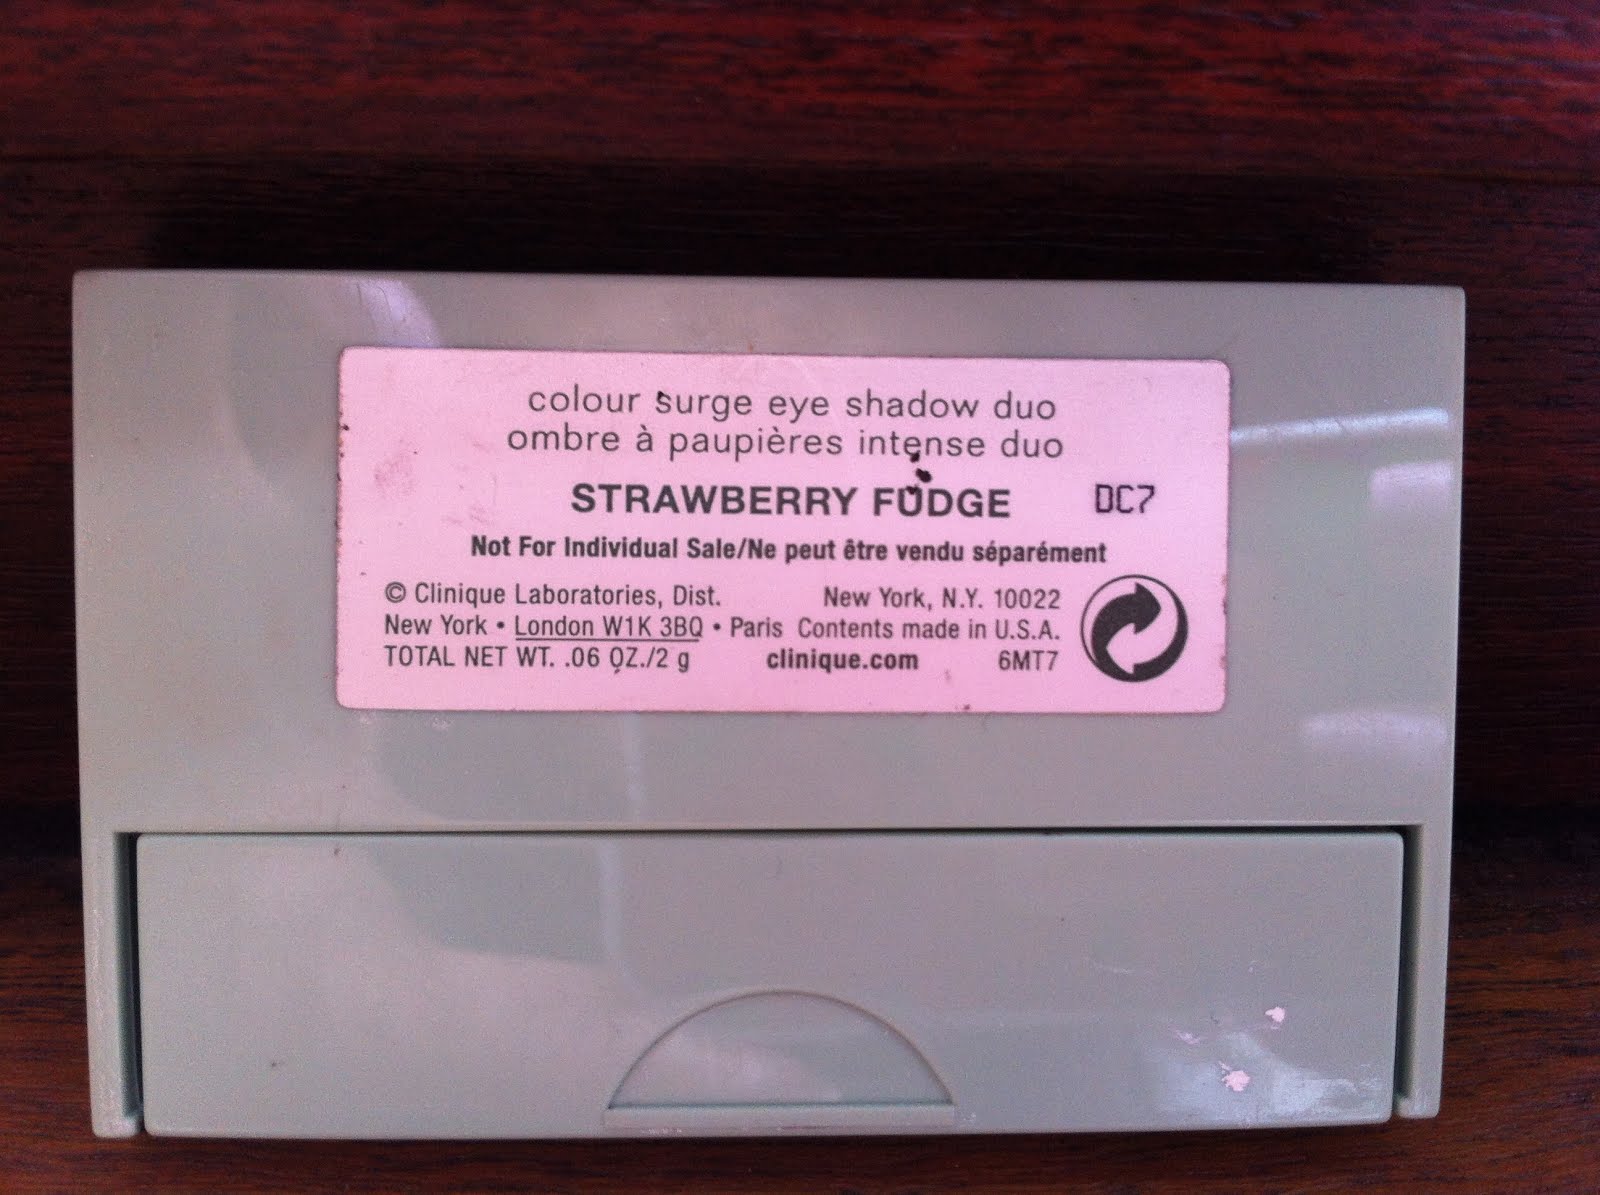 colour surge eye shadow duo
ombre à paupières intense duo
STRAWBERRY FUDGE DC7
Not For Individual Sale/Ne peut être vendu séparément
© Clinique Laboratories, Dist. New York, N.Y. 10022
New York • London W1K 3BQ • Paris Contents made in U.S.A.
TOTAL NET WT. .06 OZ./2 g clinique.com 6MT7